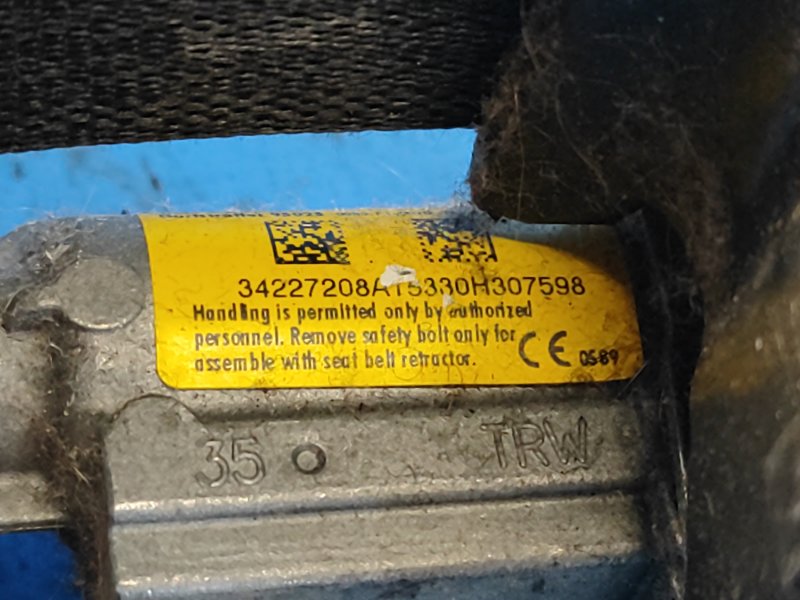 34227208AT5330H307598
Handling is permitted only by authorized
personnel. Remove safety bolt only for
assemble with seat belt retractor.
CE 0589
35
TRW